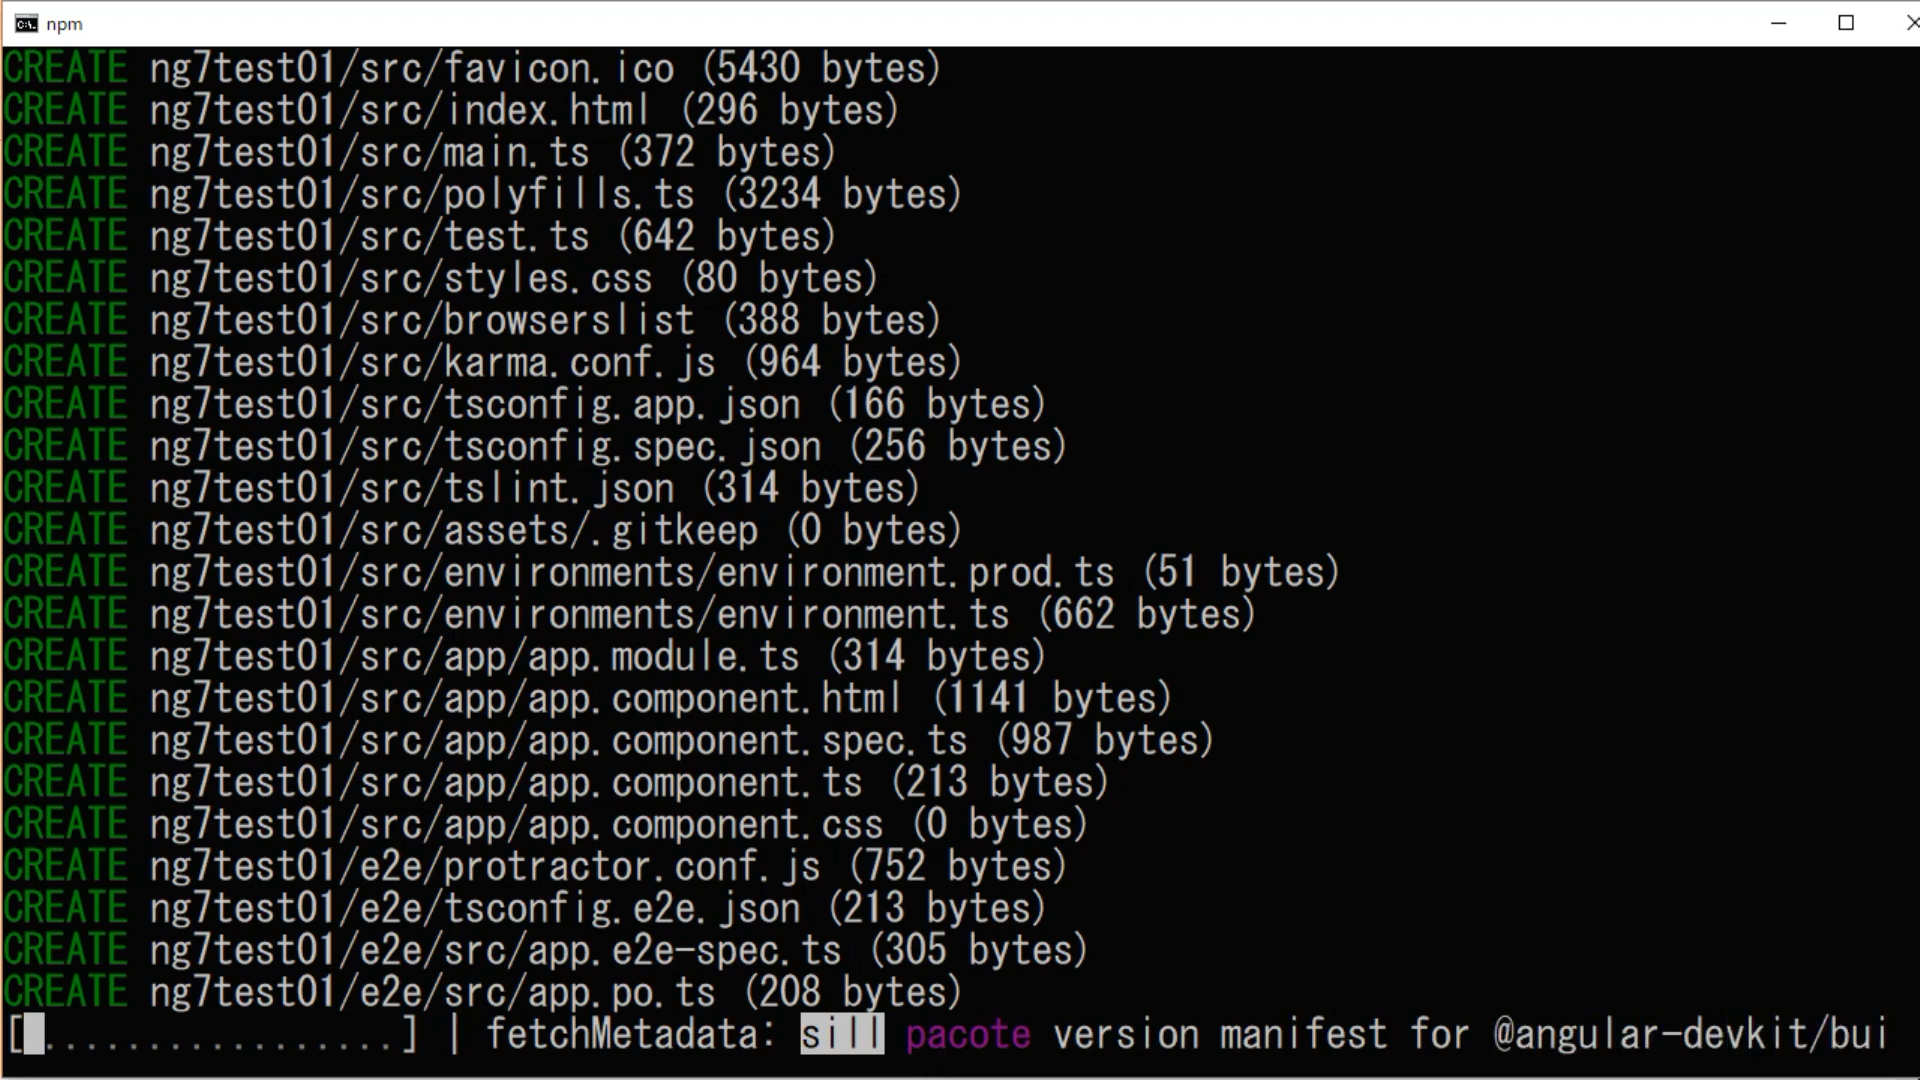 npm
CREATE ng7test01/src/favicon.ico (5430 bytes)
CREATE ng7test01/src/index.html (296 bytes)
CREATE ng7test01/src/main.ts (372 bytes)
CREATE ng7test01/src/polyfills.ts (3234 bytes)
CREATE ng7test01/src/test.ts (642 bytes)
CREATE ng7test01/src/styles.css (80 bytes)
CREATE ng7test01/src/browserslist (388 bytes)
CREATE ng7test01/src/karma.conf.js (964 bytes)
CREATE ng7test01/src/tsconfig.app.json (166 bytes)
CREATE ng7test01/src/tsconfig.spec.json (256 bytes)
CREATE ng7test01/src/tslint.json (314 bytes)
CREATE ng7test01/src/assets/.gitkeep (0 bytes)
CREATE ng7test01/src/environments/environment.prod.ts (51 bytes)
CREATE ng7test01/src/environments/environment.ts (662 bytes)
CREATE ng7test01/src/app/app.module.ts (314 bytes)
CREATE ng7test01/src/app/app.component.html (1141 bytes)
CREATE ng7test01/src/app/app.component.spec.ts (987 bytes)
CREATE ng7test01/src/app/app.component.ts (213 bytes)
CREATE ng7test01/src/app/app.component.css (0 bytes)
CREATE ng7test01/e2e/protractor.conf.js (752 bytes)
CREATE ng7test01/e2e/tsconfig.e2e.json (213 bytes)
CREATE ng7test01/e2e/src/app.e2e-spec.ts (305 bytes)
CREATE ng7test01/e2e/src/app.po.ts (208 bytes)
[ .................] | fetchMetadata: sill pacote version manifest for @angular-devkit/bui